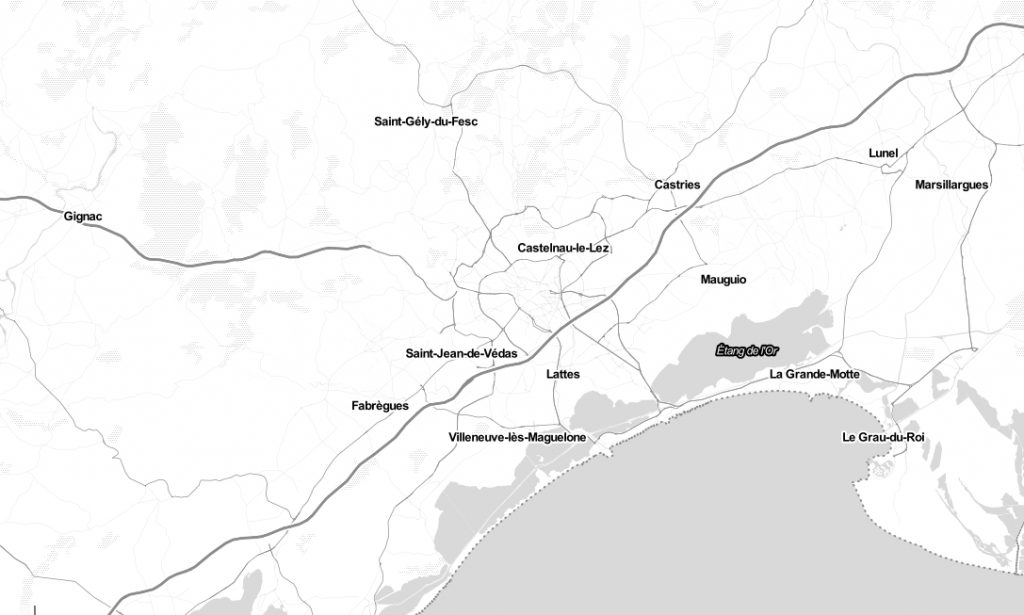 Saint-Gély-du-Fesc
Lunel
Castries
Marsillargues
Gignac
Castelnau-le-Lez
Mauguio
Étang de l'Or
Saint-Jean-de-Védas
Lattes
La Grande-Motte
Fabrègues
Villeneuve-lès-Maguelone
Le Grau-du-Roi